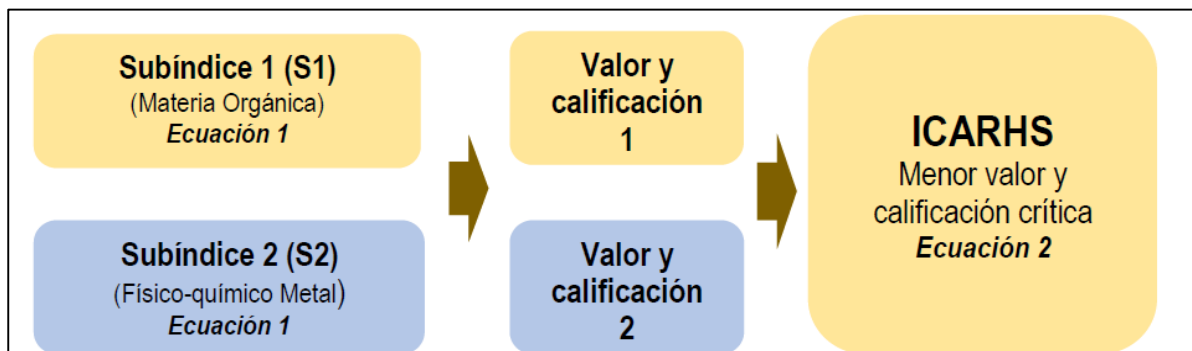 Subíndice 1 (S1)
(Materia Orgánica)
Ecuación 1
Valor y
calificación
1
Subíndice 2 (S2)
(Físico-químico Metal)
Ecuación 1
Valor y
calificación
2
ICARHS
Menor valor y
calificación crítica
Ecuación 2